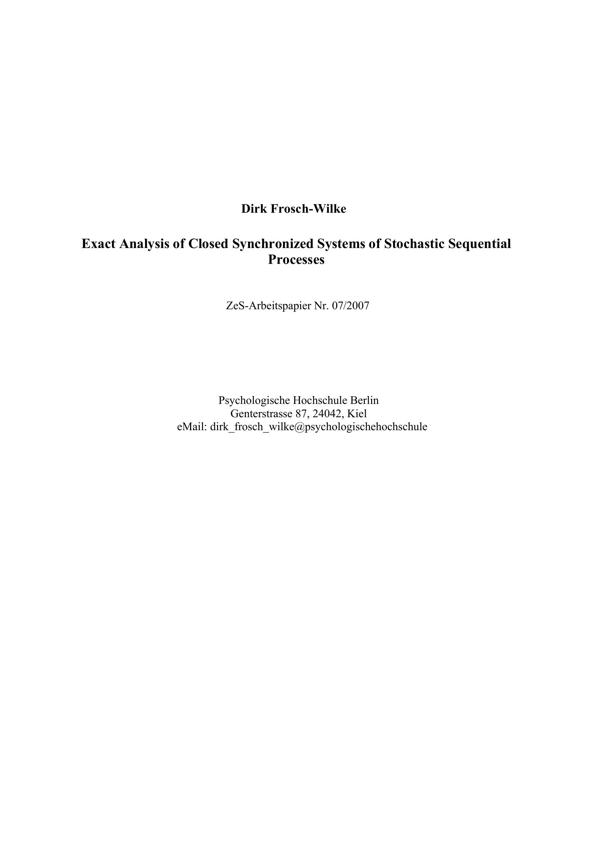 Dirk Frosch-Wilke
Exact Analysis of Closed Synchronized Systems of Stochastic Sequential
Processes
ZeS-Arbeitspapier Nr. 07/2007
Psychologische Hochschule Berlin
Genterstrasse 87, 24042, Kiel
eMail: dirk_frosch_wilke@psychologischehochschule